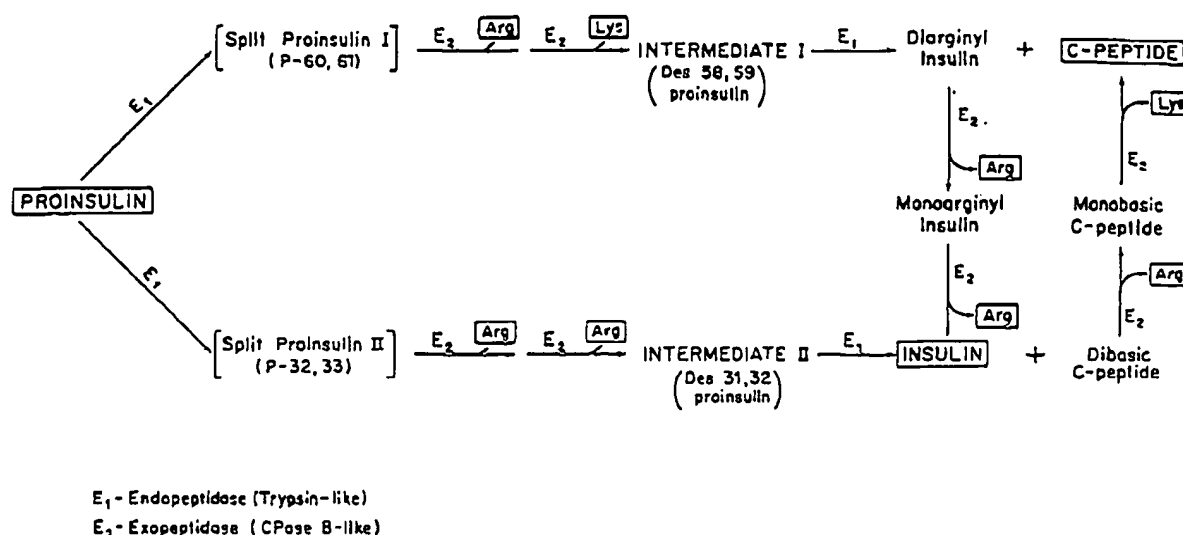 [Split Proinsulin I]
(P-60, 61)
E₂ Arg
E₂ Lys
INTERMEDIATE I
(Des 58, 59
proinsulin)
E₁
Diarginyl
Insulin
+
C-PEPTIDE
E₁
E₂
Arg
Lys
E₂
PROINSULIN
Monoarginyl
Insulin
Monobasic
C-peptide
E₁
E₂
Arg
Arg
E₂
[Split Proinsulin II]
(P-32, 33)
E₂ Arg
E₂ Arg
INTERMEDIATE II
(Des 31,32
proinsulin)
E₁
INSULIN
+
Dibasic
C-peptide
E₁- Endopeptidase (Trypsin-like)
E₂- Exopeptidase (CPase B-like)